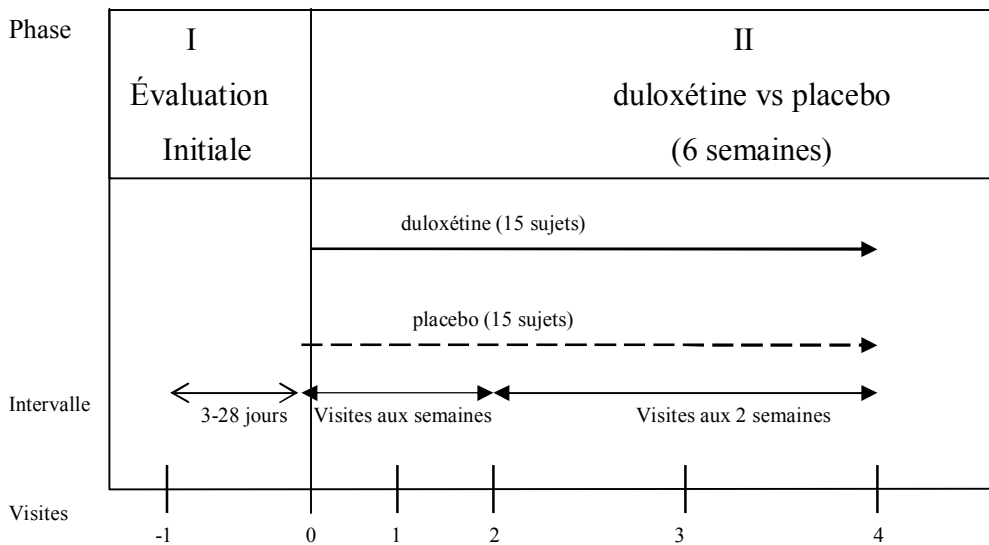 Phase
I
Évaluation
Initiale
II
duloxétine vs placebo
(6 semaines)
duloxétine (15 sujets)
placebo (15 sujets)
Intervalle
3-28 jours
Visites aux semaines
Visites aux 2 semaines
Visites
-1
0
1
2
3
4